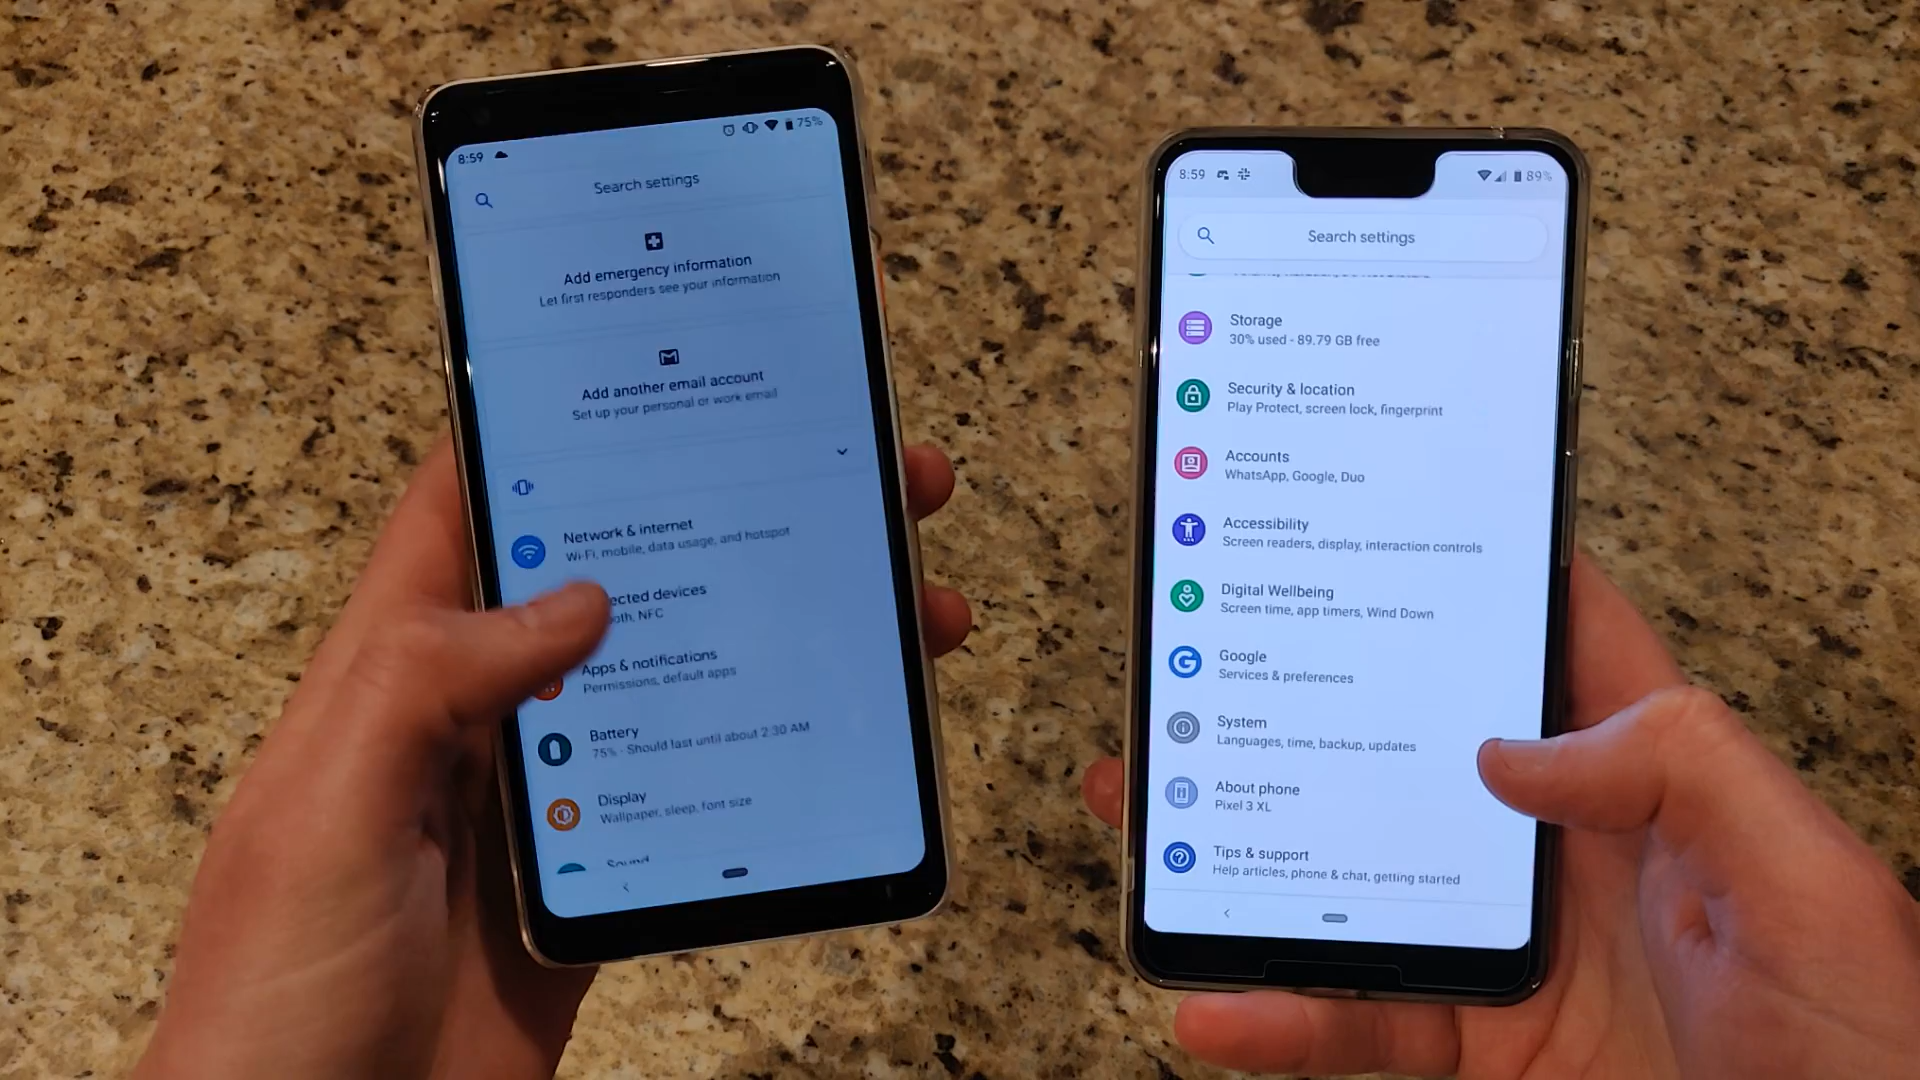 8:59
75%
Search settings
Add emergency information
Let first responders see your information
Add another email account
Set up your personal or work email
Network & internet
Wi-Fi, mobile, data usage, and hotspot
ected devices
ooth, NFC
Apps & notifications
Permissions, default apps
Battery
75% - Should last until about 2:30 AM
Display
Wallpaper, sleep, font size
Sound
8:59
89%
Search settings
Storage
30% used - 89.79 GB free
Security & location
Play Protect, screen lock, fingerprint
Accounts
WhatsApp, Google, Duo
Accessibility
Screen readers, display, interaction controls
Digital Wellbeing
Screen time, app timers, Wind Down
G
Google
Services & preferences
System
Languages, time, backup, updates
About phone
Pixel 3 XL
Tips & support
Help articles, phone & chat, getting started